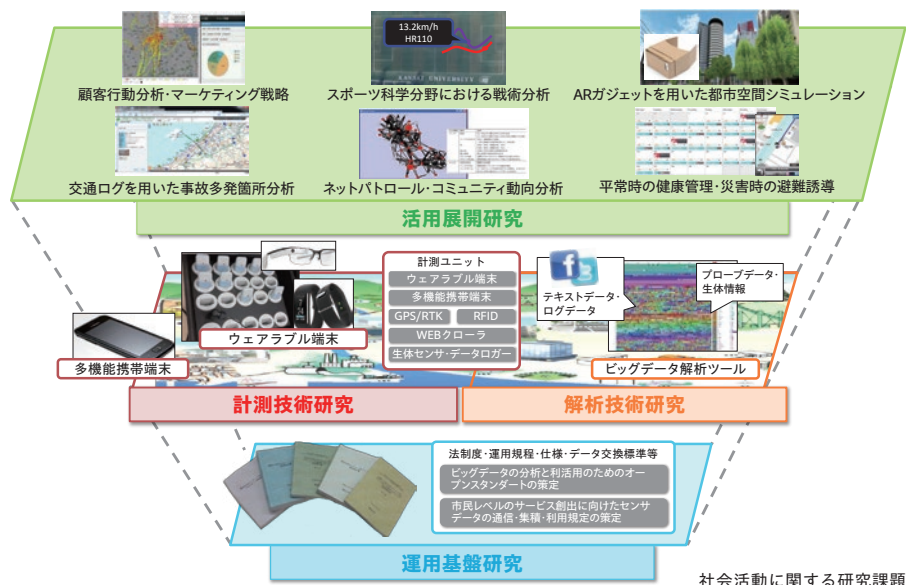 13.2km/h
HR110
KANSAI UNIVERSITY
顧客行動分析・マーケティング戦略
スポーツ科学分野における戦術分析
ARガジェットを用いた都市空間シミュレーション
交通ログを用いた事故多発箇所分析
ネットパトロール・コミュニティ動向分析
平常時の健康管理・災害時の避難誘導
活用展開研究
計測ユニット
ウェアラブル端末
多機能携帯端末
GPS/RTK
RFID
WEBクローラ
生体センサ・データロガー
f
テキストデータ・
ログデータ
プローブデータ・
生体情報
ウェアラブル端末
多機能携帯端末
ビッグデータ解析ツール
計測技術研究
解析技術研究
法制度・運用規程・仕様・データ交換標準等
ビッグデータの分析と利活用のためのオー
プンスタンダートの策定
市民レベルのサービス創出に向けたセンサ
データの通信・集積・利用規定の策定
運用基盤研究
社会活動に関する研究課題